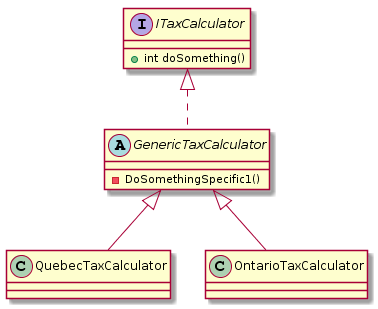 I ITaxCalculator
int doSomething()
A GenericTaxCalculator
DoSomethingSpecific1()
C QuebecTaxCalculator
C OntarioTaxCalculator